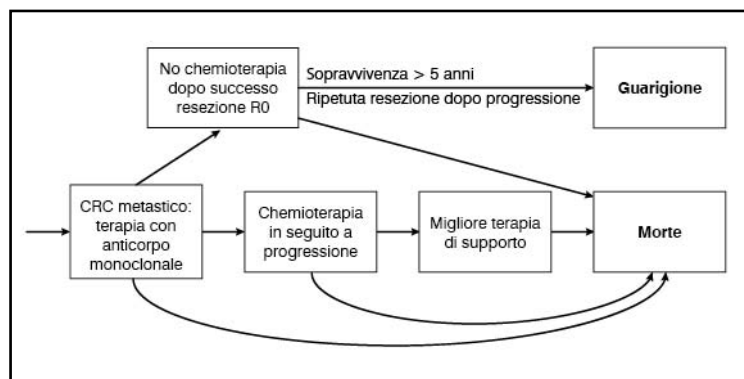 No chemioterapia
dopo successo
resezione R0
Sopravvivenza > 5 anni
Ripetuta resezione dopo progressione
Guarigione
CRC metastico:
terapia con
anticorpo
monoclonale
Chemioterapia
in seguito a
progressione
Migliore terapia
di supporto
Morte